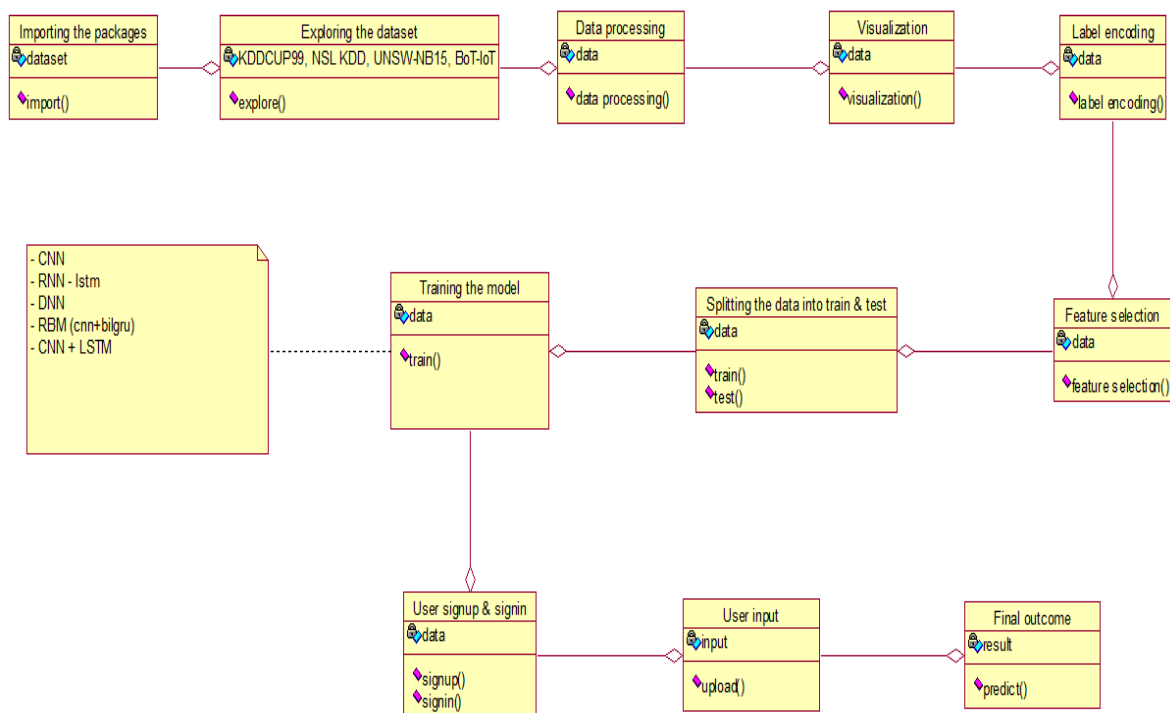 Importing the packages
dataset
import()
Exploring the dataset
KDDCUP99, NSL KDD, UNSW-NB15, BoT-IoT
explore()
Data processing
data
data processing()
Visualization
data
visualization()
Label encoding
data
label encoding()
- CNN
- RNN - lstm
- DNN
- RBM (cnn+bilgru)
- CNN + LSTM
Training the model
data
train()
Splitting the data into train & test
data
train()
test()
Feature selection
data
feature selection()
User signup & signin
data
signup()
signin()
User input
input
upload()
Final outcome
result
predict()